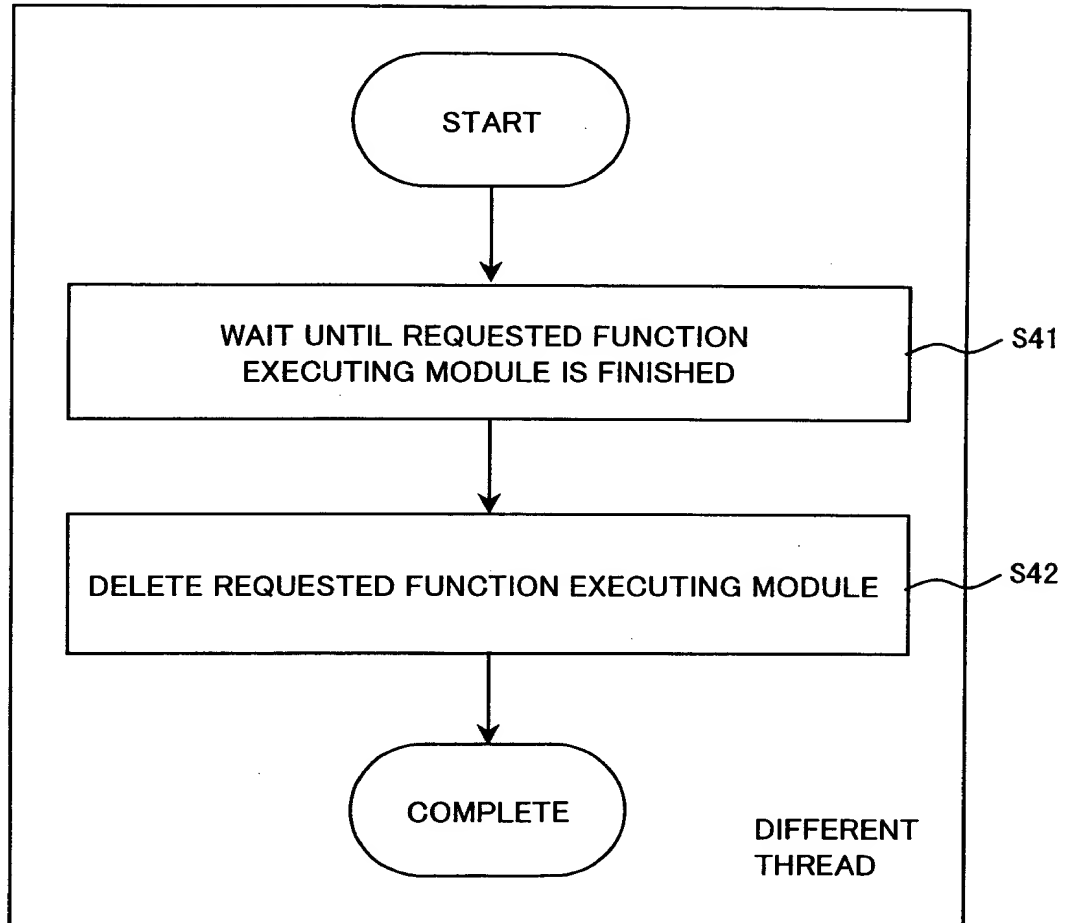 START
WAIT UNTIL REQUESTED FUNCTION
EXECUTING MODULE IS FINISHED
S41
DELETE REQUESTED FUNCTION EXECUTING MODULE
S42
COMPLETE
DIFFERENT
THREAD